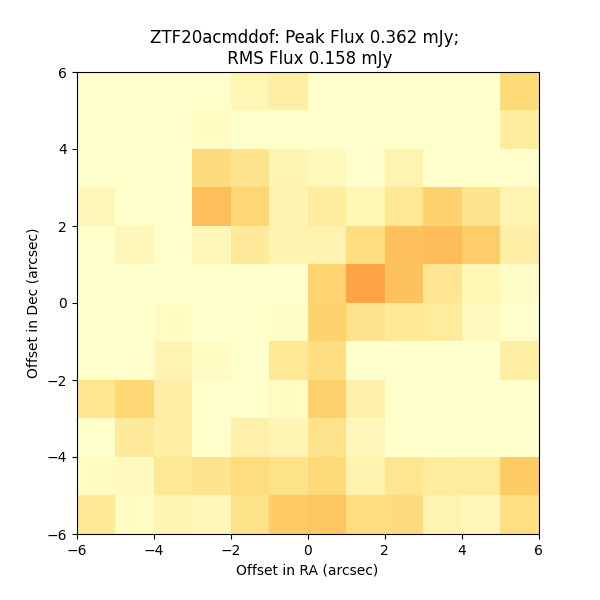 ZTF20acmddof: Peak Flux 0.362 mJy;
RMS Flux 0.158 mJy
6
4
2
0
−2
−4
−6
Offset in Dec (arcsec)
−6 −4 −2 0 2 4 6
Offset in RA (arcsec)